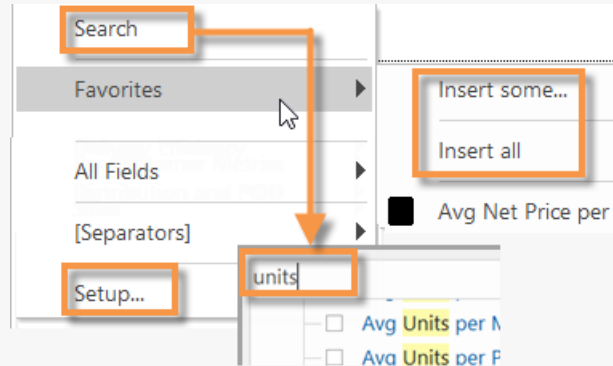 Search
Favorites
All Fields
[Separators]
Setup...
Insert some...
Insert all
Avg Net Price per
units
Avg Units per M
Avg Units per P